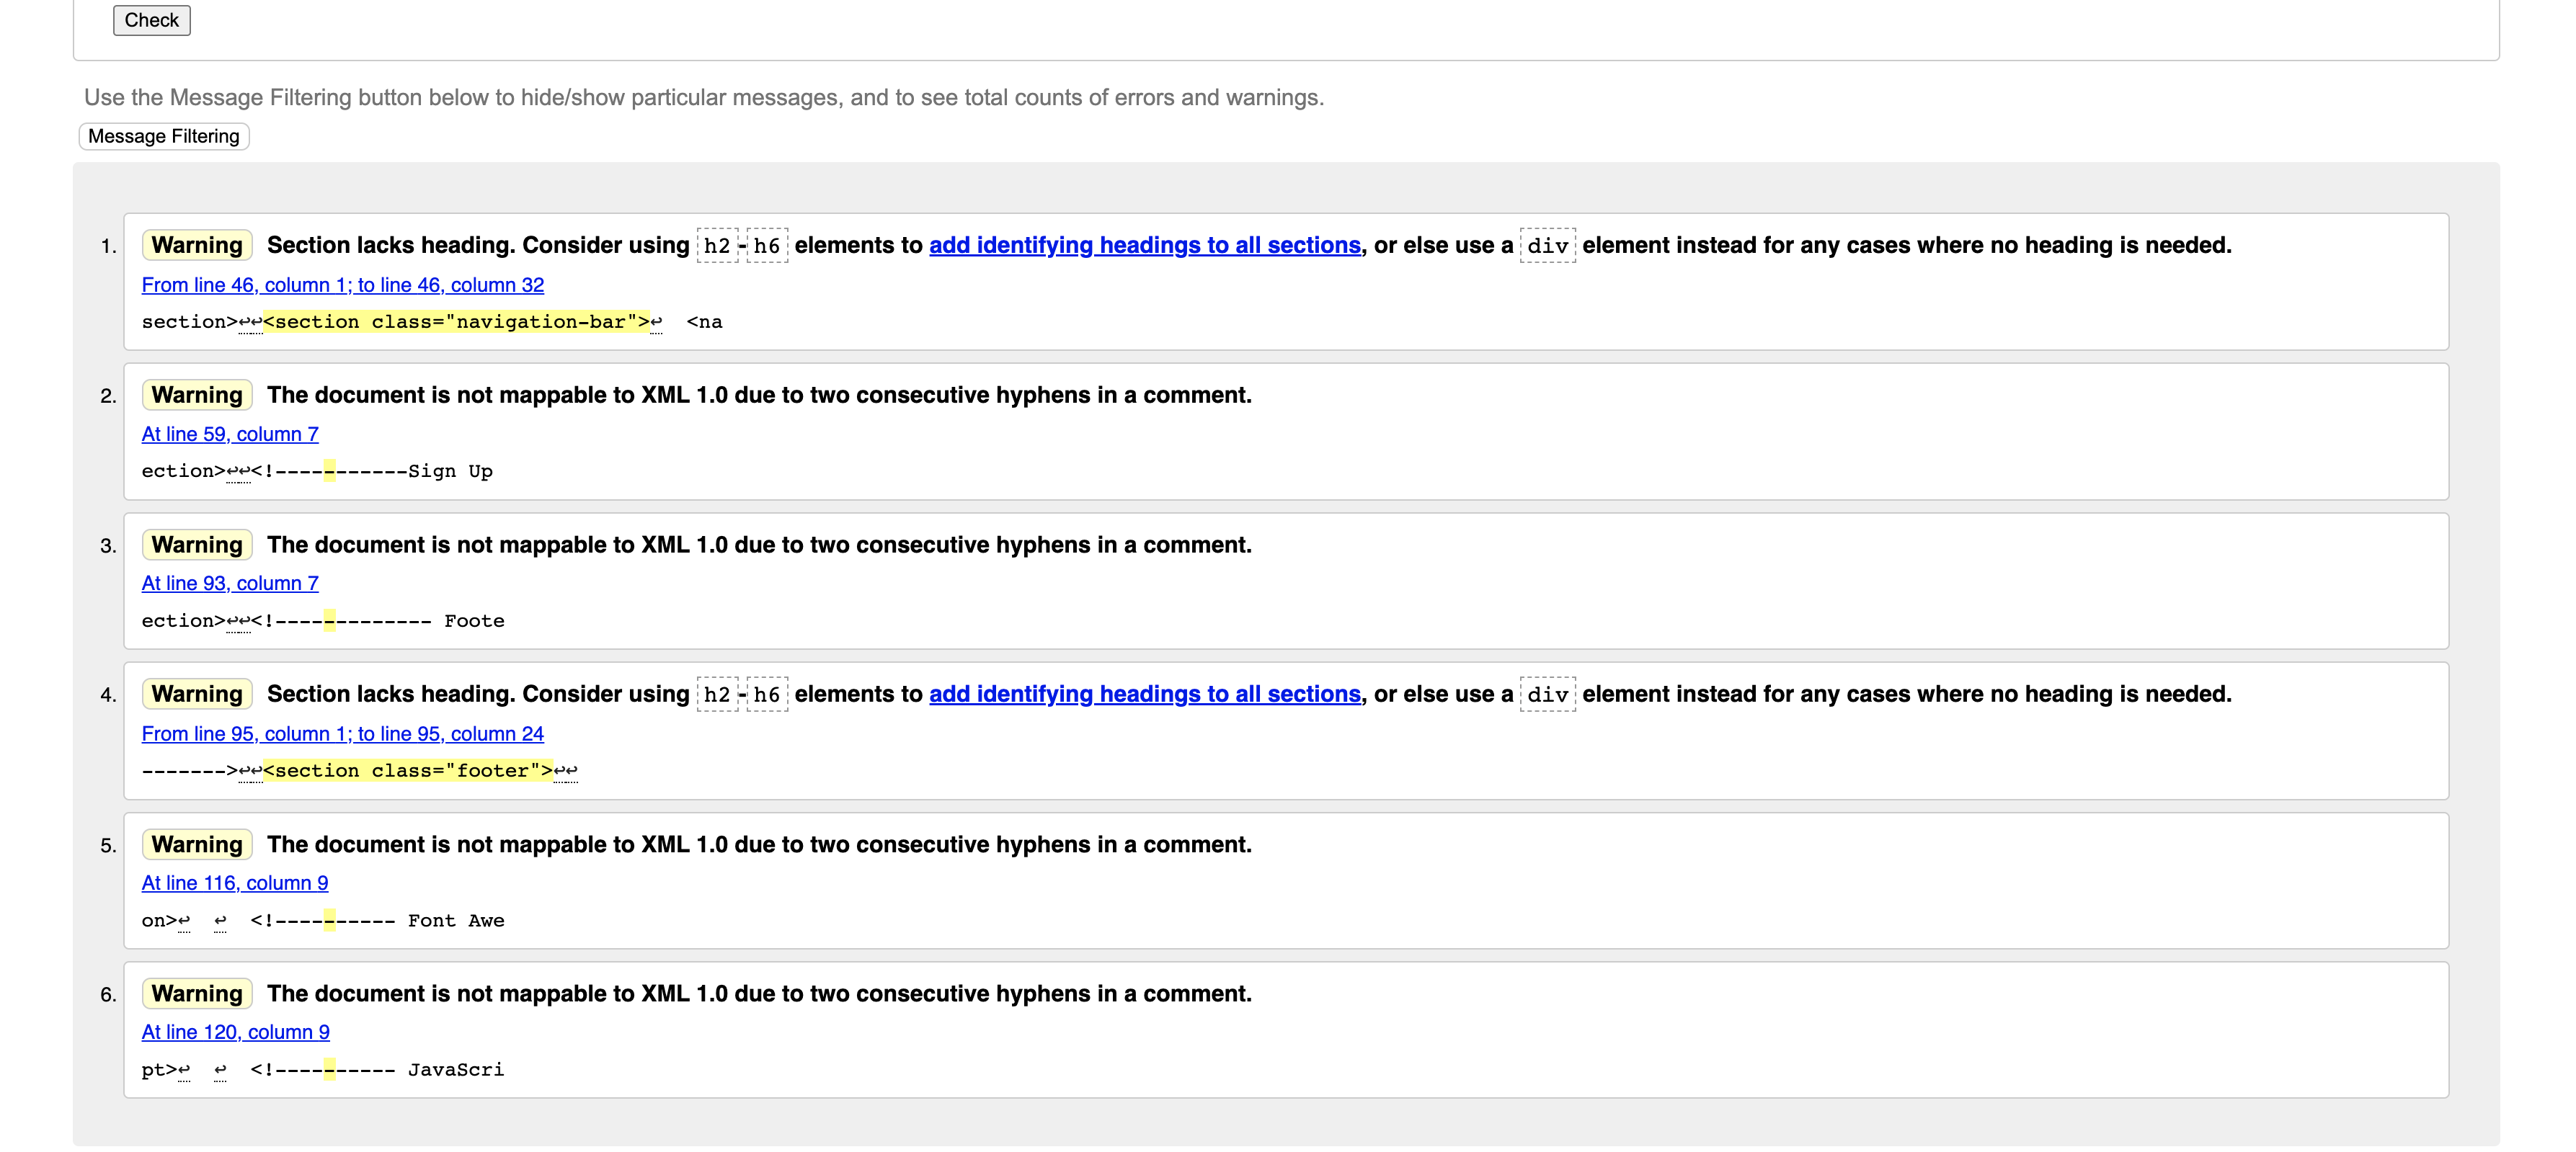 Check
Use the Message Filtering button below to hide/show particular messages, and to see total counts of errors and warnings.
Message Filtering
1. Warning Section lacks heading. Consider using h2-h6 elements to add identifying headings to all sections, or else use a div element instead for any cases where no heading is needed.
From line 46, column 1; to line 46, column 32
section>↩↩<section class="navigation-bar">↩  <na
2. Warning The document is not mappable to XML 1.0 due to two consecutive hyphens in a comment.
At line 59, column 7
ection>↩↩<!-----------Sign Up
3. Warning The document is not mappable to XML 1.0 due to two consecutive hyphens in a comment.
At line 93, column 7
ection>↩↩<!------------- Foote
4. Warning Section lacks heading. Consider using h2-h6 elements to add identifying headings to all sections, or else use a div element instead for any cases where no heading is needed.
From line 95, column 1; to line 95, column 24
------->↩↩<section class="footer">↩↩
5. Warning The document is not mappable to XML 1.0 due to two consecutive hyphens in a comment.
At line 116, column 9
on>↩  ↩  <!---------- Font Awe
6. Warning The document is not mappable to XML 1.0 due to two consecutive hyphens in a comment.
At line 120, column 9
pt>↩  ↩  <!---------- JavaScri